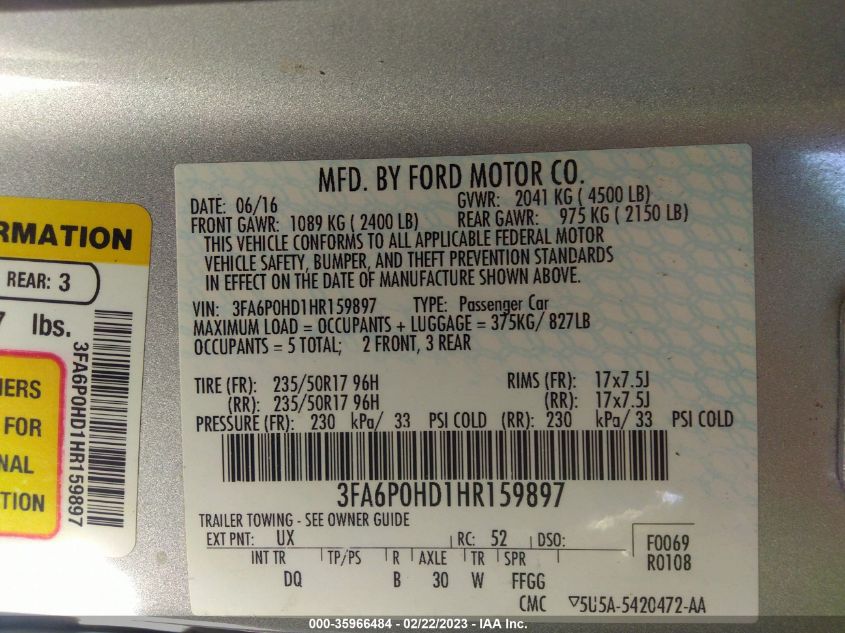 RMATION
REAR: 3
7 lbs.
3FA6P0HD1HR159897
NERS
FOR
NAL
TION
MFD. BY FORD MOTOR CO.
DATE: 06/16 GVWR: 2041 KG ( 4500 LB)
FRONT GAWR: 1089 KG ( 2400 LB) REAR GAWR: 975 KG ( 2150 LB)
THIS VEHICLE CONFORMS TO ALL APPLICABLE FEDERAL MOTOR
VEHICLE SAFETY, BUMPER, AND THEFT PREVENTION STANDARDS
IN EFFECT ON THE DATE OF MANUFACTURE SHOWN ABOVE.
VIN: 3FA6P0HD1HR159897 TYPE: Passenger Car
MAXIMUM LOAD = OCCUPANTS + LUGGAGE = 375KG/ 827LB
OCCUPANTS = 5 TOTAL; 2 FRONT, 3 REAR
TIRE (FR): 235/50R17 96H RIMS (FR): 17x7.5J
(RR): 235/50R17 96H (RR): 17x7.5J
PRESSURE (FR): 230 kPa/ 33 PSI COLD (RR): 230 kPa/ 33 PSI COLD
3FA6P0HD1HR159897
TRAILER TOWING - SEE OWNER GUIDE
EXT PNT: UX RC: 52 DSO: F0069
R0108
INT TR TP/PS R AXLE TR SPR
DQ B 30 W FFGG
CMC ▽5U5A-5420472-AA
000-35966484 - 02/22/2023 - IAA Inc.